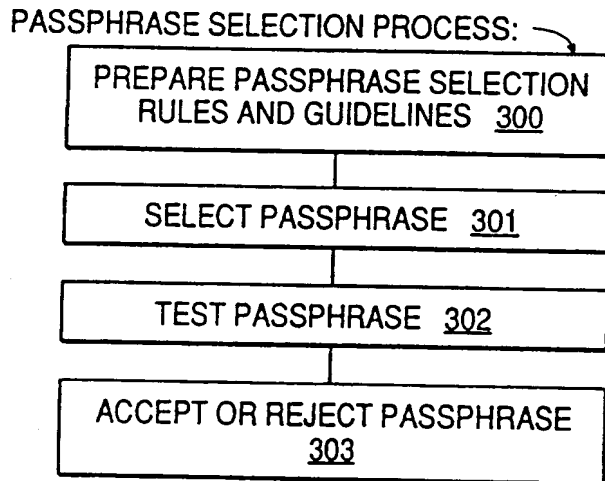 PASSPHRASE SELECTION PROCESS:
PREPARE PASSPHRASE SELECTION
RULES AND GUIDELINES 300
SELECT PASSPHRASE 301
TEST PASSPHRASE 302
ACCEPT OR REJECT PASSPHRASE
303